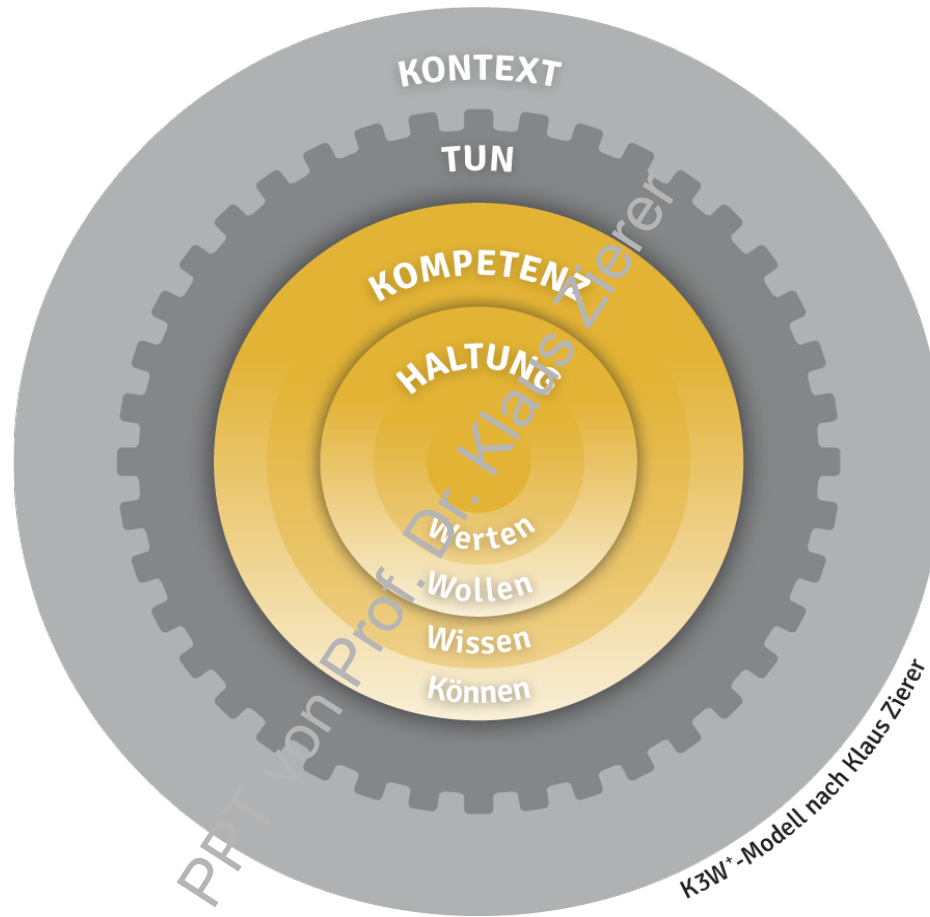 KONTEXT
TUN
KOMPETENZ
HALTUNG
Werten
Wollen
Wissen
Können
K3W+-Modell nach Klaus Zierer
PPT von Prof. Dr. Klaus Zierer